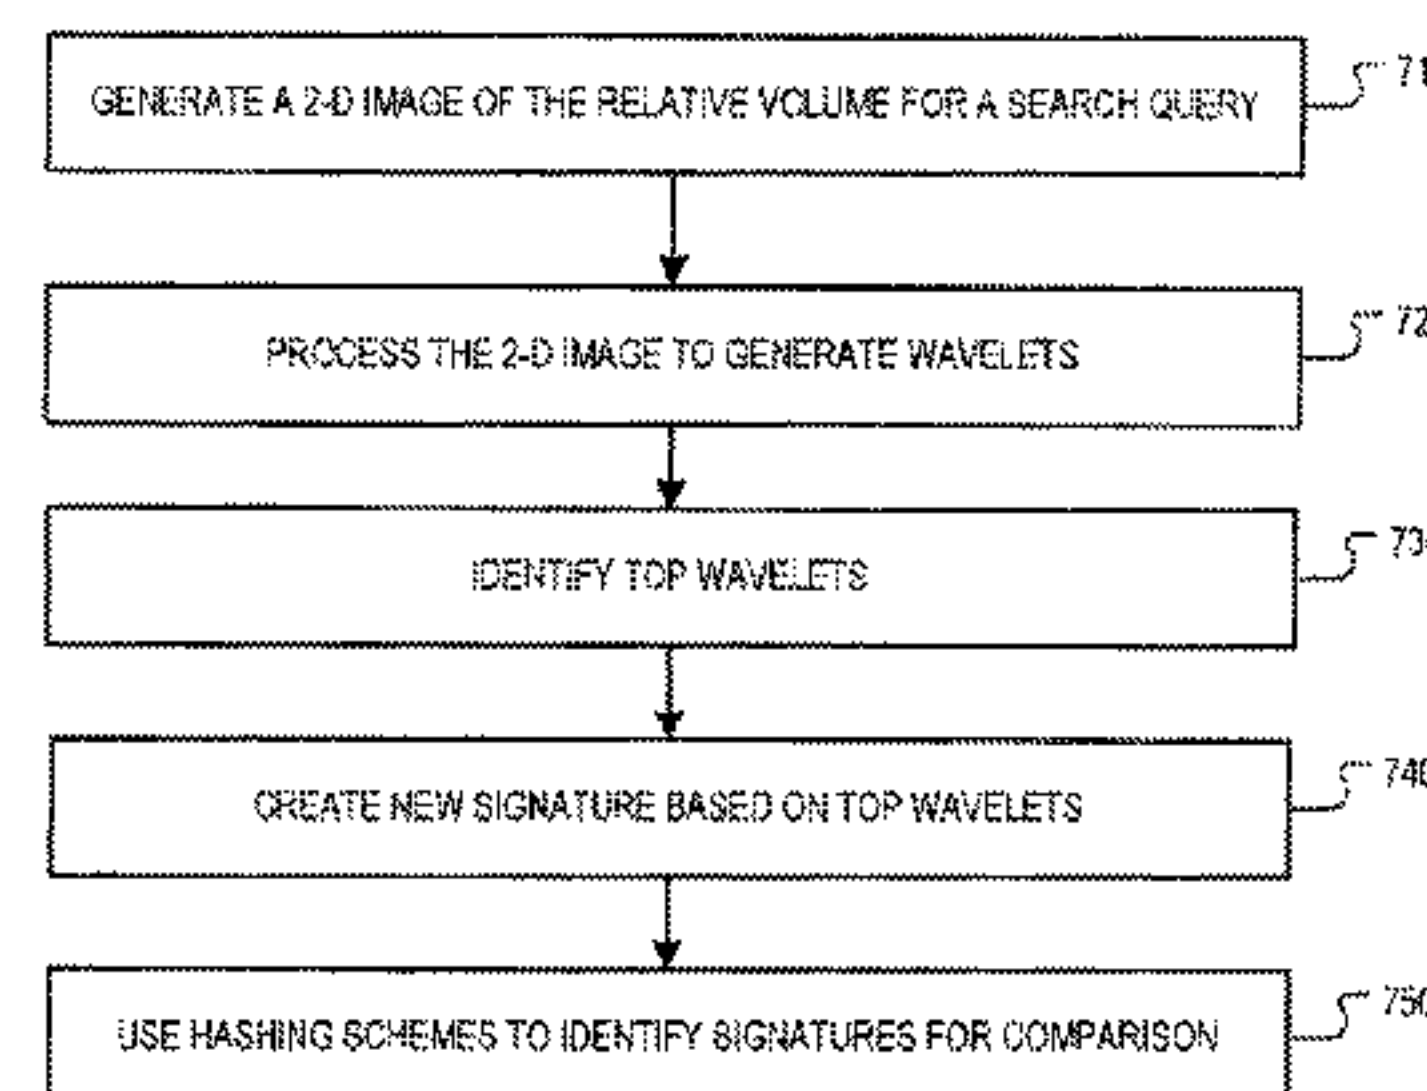 GENERATE A 2-D IMAGE OF THE RELATIVE VOLUME FOR A SEARCH QUERY
PROCESS THE 2-D IMAGE TO GENERATE WAVELETS
IDENTIFY TOP WAVELETS
740
CREATE NEW SIGNATURE BASED ON TOP WAVELETS
750
USE HASHING SCHEMES TO IDENTIFY SIGNATURES FOR COMPARISON